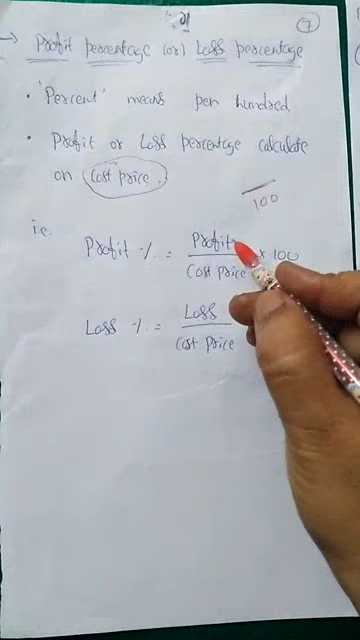 7
→ Profit percentage (or) Loss percentage
• "Percent" means per hundred
• Profit or Loss percentage calculate
on cost price.
100
ie.
Profit % = Profit / Cost price × 100
Loss % = Loss / Cost price